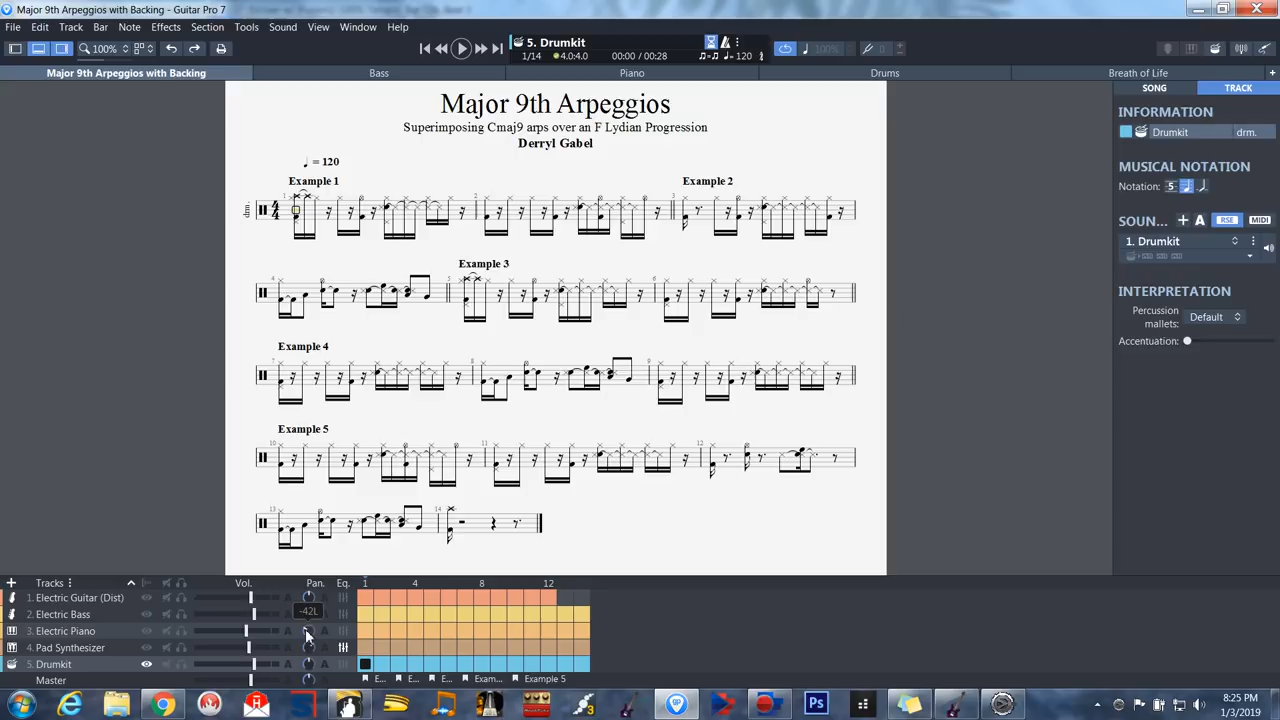 Major 9th Arpeggios with Backing - Guitar Pro 7
File Edit Track Bar Note Effects Section Tools Sound View Window Help
100%
5. Drumkit
1/14 4.0:4.0 00:00 / 00:28 = 120
100%
0
Major 9th Arpeggios with Backing Bass Piano Drums Breath of Life
SONG TRACK
Major 9th Arpeggios
Superimposing Cmaj9 arps over an F Lydian Progression
Derryl Gabel
= 120
Example 1 Example 2
drm.
Example 3
Example 4
Example 5
INFORMATION
Drumkit drm.
MUSICAL NOTATION
Notation: 5
SOUN... + A RSE MIDI
1. Drumkit
INTERPRETATION
Percussion mallets: Default
Accentuation:
Tracks Vol. Pan. Eq. 1 4 8 12
1. Electric Guitar (Dist)
-42L
2. Electric Bass
3. Electric Piano
4. Pad Synthesizer
5. Drumkit
Master E... E... E... Exam... Example 5
8:25 PM
1/3/2019